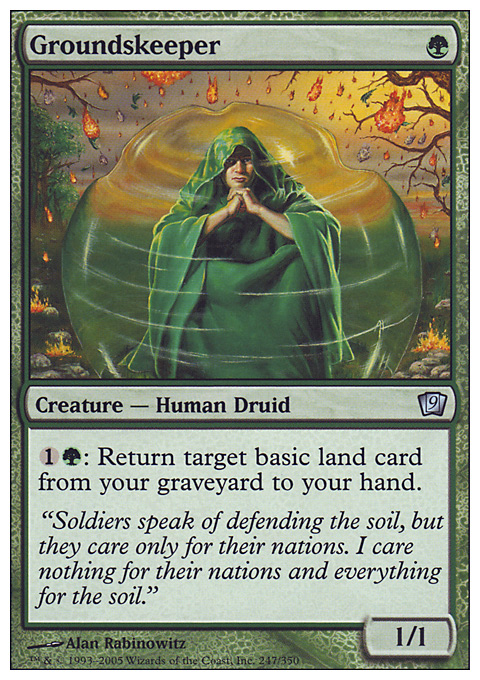 Groundskeeper
Creature — Human Druid
9
1: Return target basic land card
from your graveyard to your hand.
“Soldiers speak of defending the soil, but
they care only for their nations. I care
nothing for their nations and everything
for the soil.”
1/1
Alan Rabinowitz
™ & © 1993–2005 Wizards of the Coast, Inc. 247/350